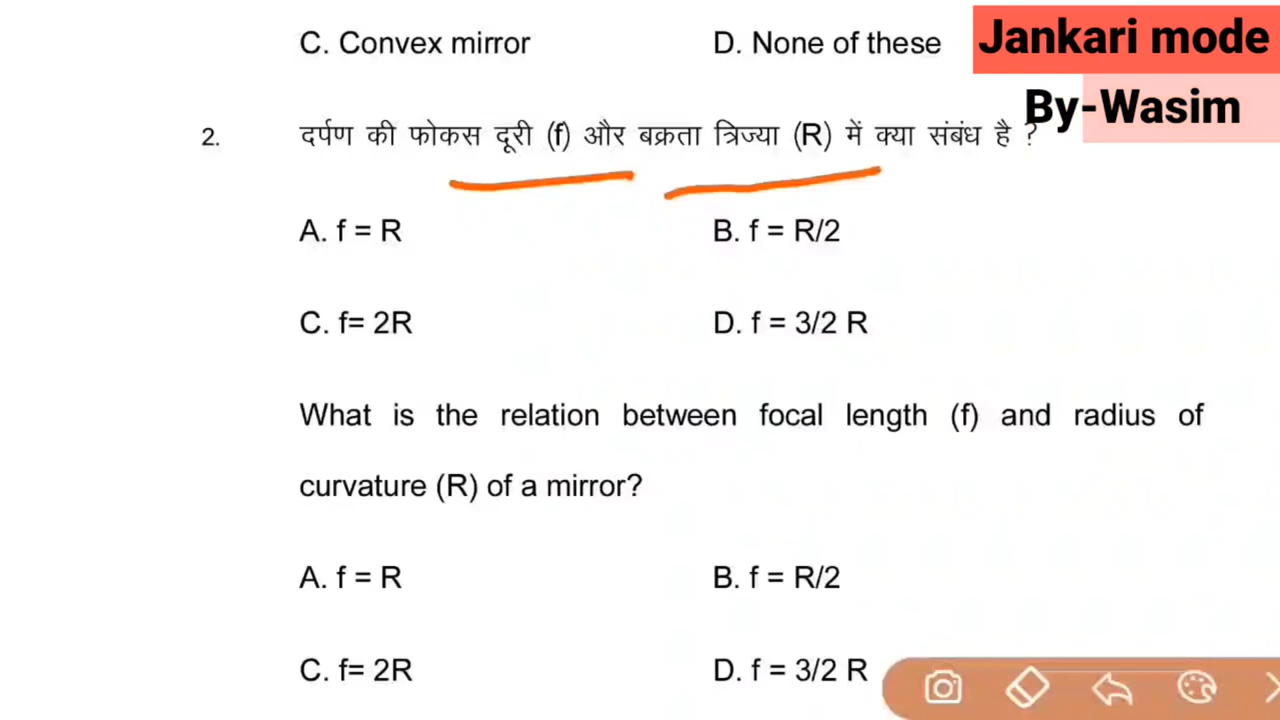 C. Convex mirror D. None of these
Jankari mode
By-Wasim
2. दर्पण की फोकस दूरी (f) और बक्रता त्रिज्या (R) में क्या संबंध है ?
A. f = R B. f = R/2
C. f= 2R D. f = 3/2 R
What is the relation between focal length (f) and radius of
curvature (R) of a mirror?
A. f = R B. f = R/2
C. f= 2R D. f = 3/2 R